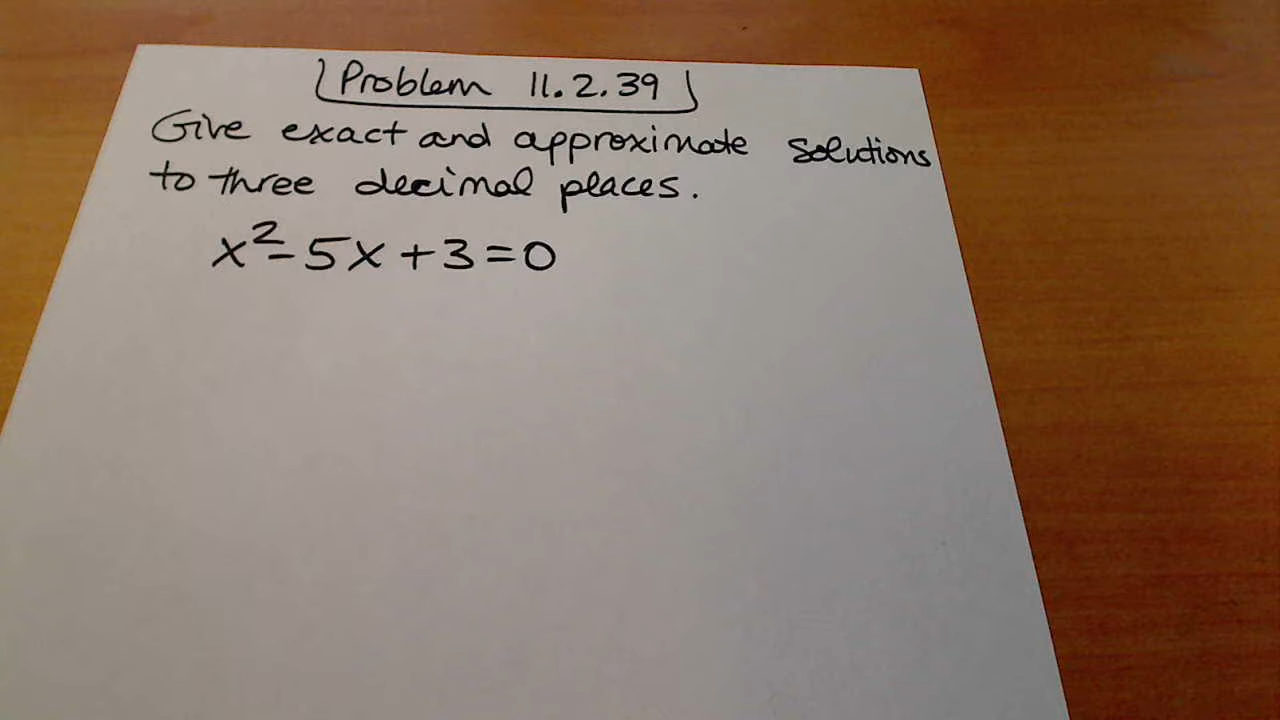 Problem 11.2.39
Give exact and approximate solutions
to three decimal places.
x²-5x+3=0